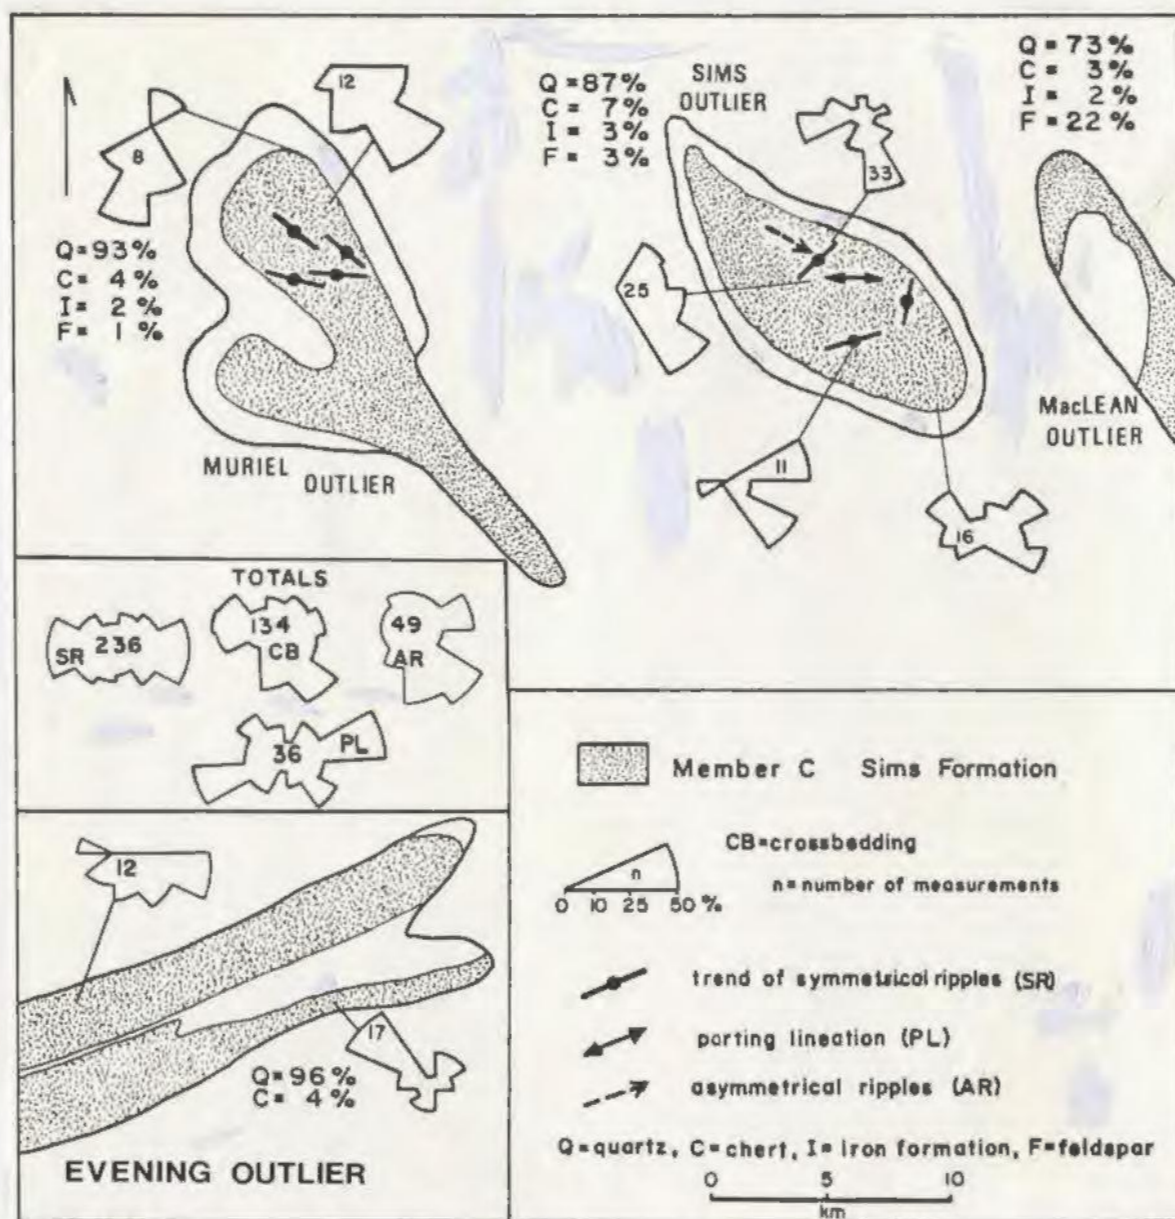 12
8
Q = 93%
C = 4%
I = 2%
F = 1%
MURIEL OUTLIER
Q = 87%
C = 7%
I = 3%
F = 3%
SIMS
OUTLIER
33
25
11
16
Q = 73%
C = 3%
I = 2%
F = 22%
MacLEAN
OUTLIER
TOTALS
SR 236
134
CB
49
AR
36 PL
12
17
Q = 96%
C = 4%
EVENING OUTLIER
Member C Sims Formation
CB=crossbedding
n
n=number of measurements
0 10 25 50 %
trend of symmetrical ripples (SR)
parting lineation (PL)
asymmetrical ripples (AR)
Q=quartz, C=chert, I=iron formation, F=feldspar
0 5 10
km